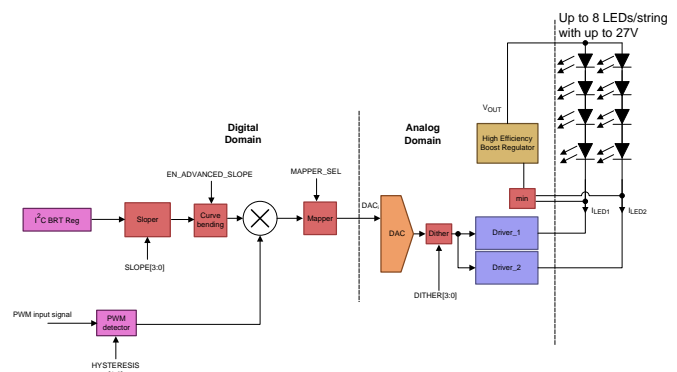 Up to 8 LEDs/string
with up to 27V
VOUT
Digital
Domain
Analog
Domain
High Efficiency
Boost Regulator
EN_ADVANCED_SLOPE
MAPPER_SEL
min
I²C BRT Reg
Sloper
Curve
bending
Mapper
DAC
DAC
Dither
Driver_1
Driver_2
ILED1
ILED2
SLOPE[3:0]
DITHER[3:0]
PWM input signal
PWM
detector
HYSTERESIS